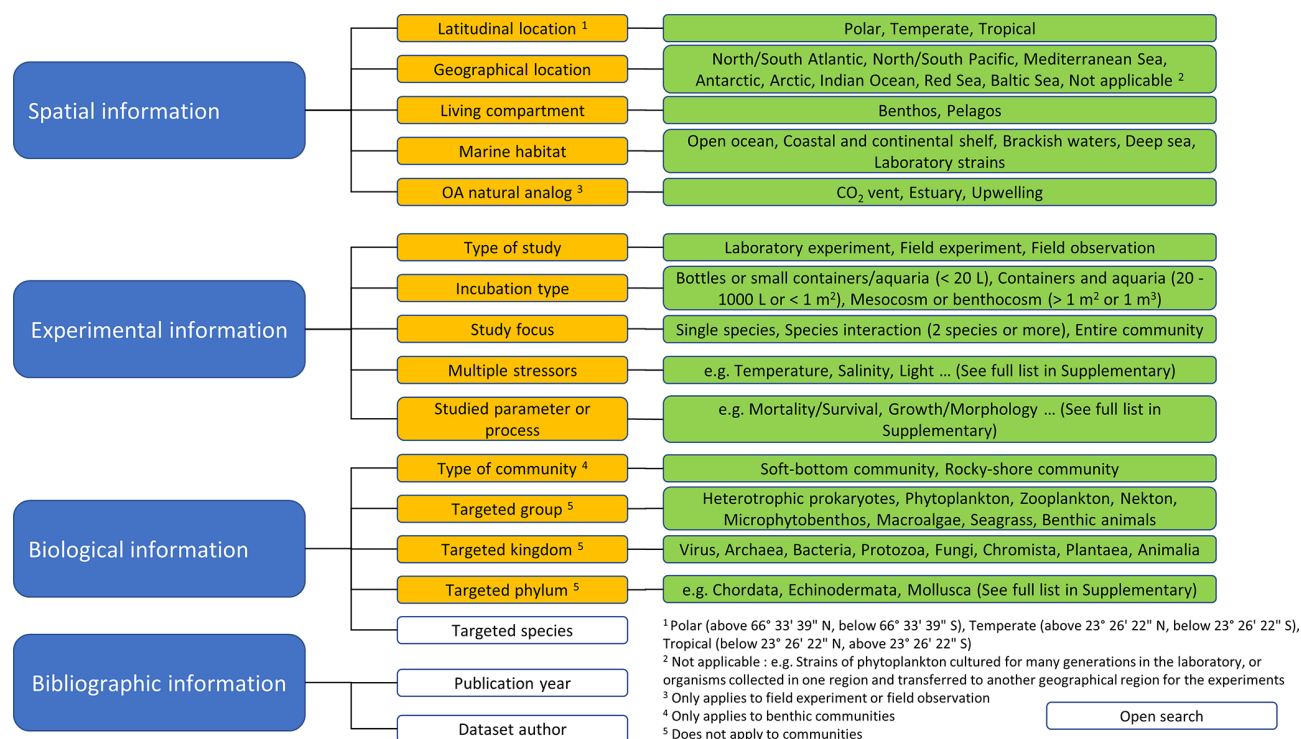 Spatial information
Latitudinal location ¹
Polar, Temperate, Tropical
Geographical location
North/South Atlantic, North/South Pacific, Mediterranean Sea,
Antarctic, Arctic, Indian Ocean, Red Sea, Baltic Sea, Not applicable ²
Living compartment
Benthos, Pelagos
Marine habitat
Open ocean, Coastal and continental shelf, Brackish waters, Deep sea,
Laboratory strains
OA natural analog ³
CO₂ vent, Estuary, Upwelling
Experimental information
Type of study
Laboratory experiment, Field experiment, Field observation
Incubation type
Bottles or small containers/aquaria (< 20 L), Containers and aquaria (20 -
1000 L or < 1 m²), Mesocosm or benthocosm (> 1 m² or 1 m³)
Study focus
Single species, Species interaction (2 species or more), Entire community
Multiple stressors
e.g. Temperature, Salinity, Light ... (See full list in Supplementary)
Studied parameter or
process
e.g. Mortality/Survival, Growth/Morphology ... (See full list in
Supplementary)
Biological information
Type of community ⁴
Soft-bottom community, Rocky-shore community
Targeted group ⁵
Heterotrophic prokaryotes, Phytoplankton, Zooplankton, Nekton,
Microphytobenthos, Macroalgae, Seagrass, Benthic animals
Targeted kingdom ⁵
Virus, Archaea, Bacteria, Protozoa, Fungi, Chromista, Plantaea, Animalia
Targeted phylum ⁵
e.g. Chordata, Echinodermata, Mollusca (See full list in Supplementary)
Targeted species
Bibliographic information
Publication year
Dataset author
¹ Polar (above 66° 33' 39" N, below 66° 33' 39" S), Temperate (above 23° 26' 22" N, below 23° 26' 22" S),
Tropical (below 23° 26' 22" N, above 23° 26' 22" S)
² Not applicable : e.g. Strains of phytoplankton cultured for many generations in the laboratory, or
organisms collected in one region and transferred to another geographical region for the experiments
³ Only applies to field experiment or field observation
⁴ Only applies to benthic communities
⁵ Does not apply to communities
Open search